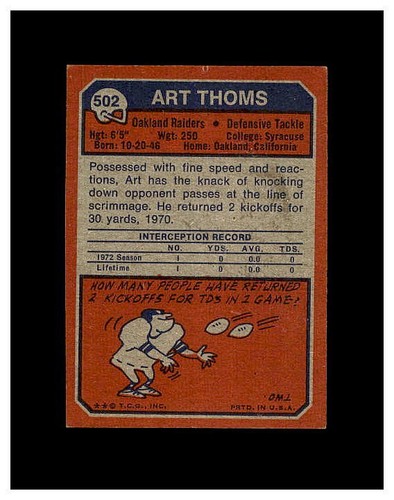 502
ART THOMS
Oakland Raiders • Defensive Tackle
Hgt: 6'5" Wgt: 250 College: Syracuse
Born: 10-20-46 Home: Oakland, California
Possessed with fine speed and reac-
tions, Art has the knack of knocking
down opponent passes at the line of
scrimmage. He returned 2 kickoffs for
30 yards, 1970.
INTERCEPTION RECORD
NO. YDS. AVG. TDS.
1972 Season 1 0 0.0 0
Lifetime 1 0 0.0 0
HOW MANY PEOPLE HAVE RETURNED
2 KICKOFFS FOR TDS IN A GAME?
TWO.
★★ © T.C.G., INC. PRTD. IN U.S.A.